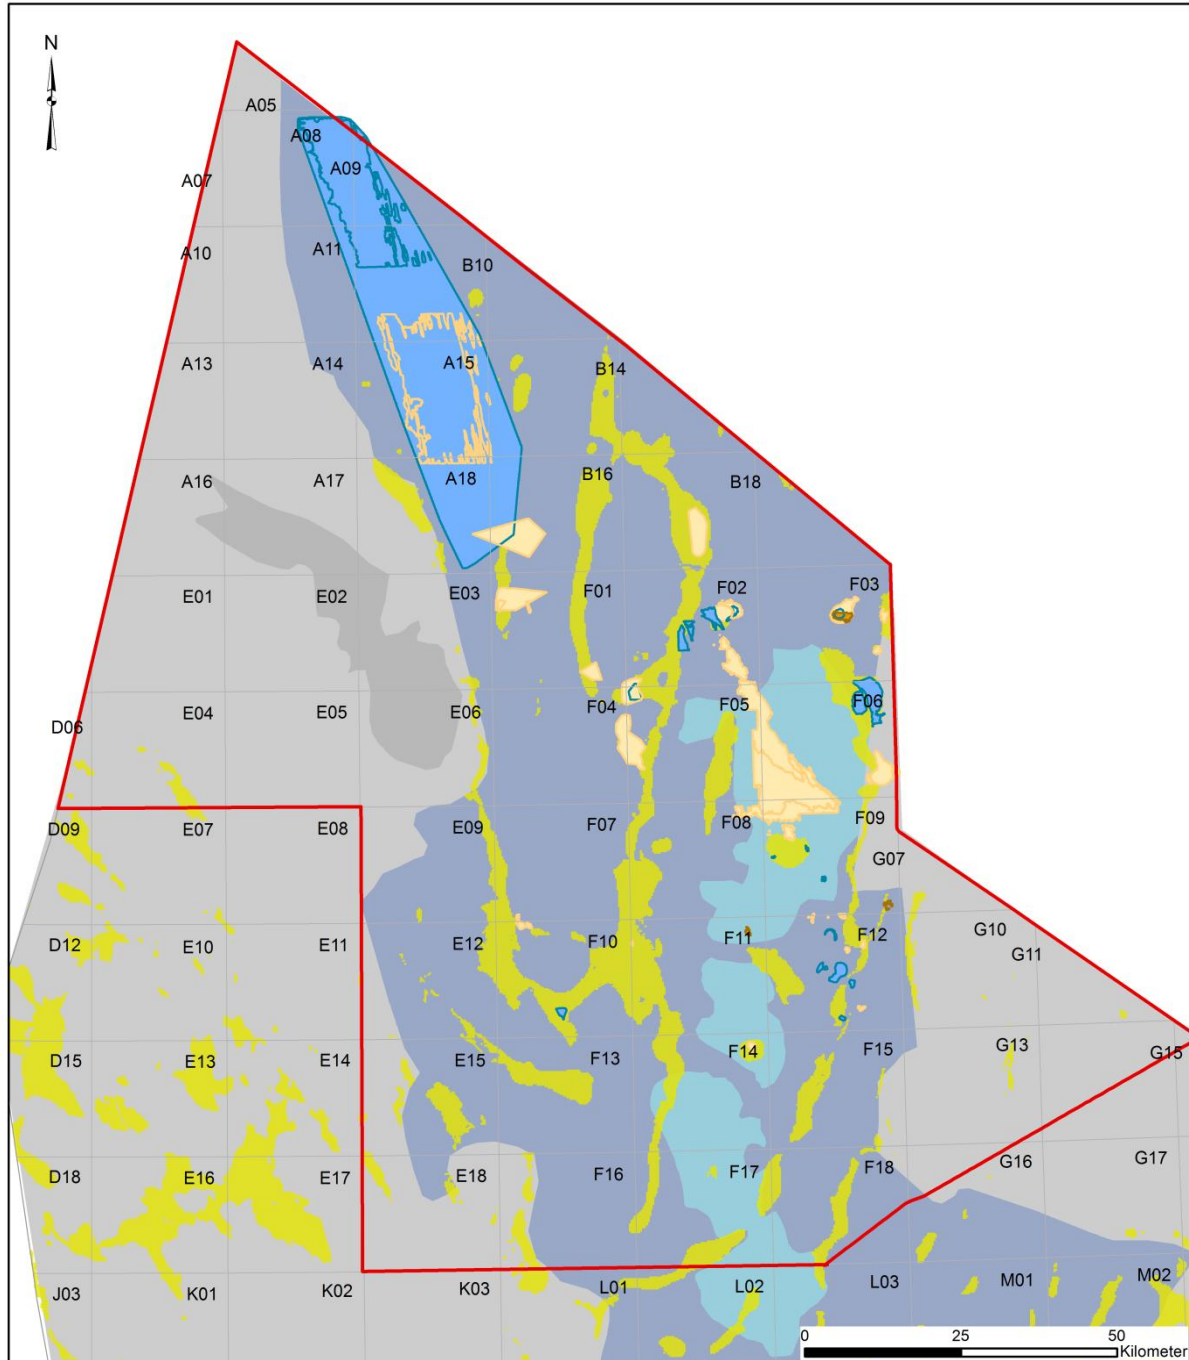 N
A05
A08
A09
A07
A10 A11 B10
A13 A14 A15 B14
A16 A17 A18 B16 B18
E01 E02 E03 F01 F02 F03
D06 E04 E05 E06 F04 F05 F06
D09 E07 E08 E09 F07 F08 F09
G07
D12 E10 E11 E12 F10 F11 F12 G10
G11
D15 E13 E14 E15 F13 F14 F15 G13 G15
D18 E16 E17 E18 F16 F17 F18 G16 G17
J03 K01 K02 K03 L01 L02 L03 M01 M02
0 25 50
Kilometer